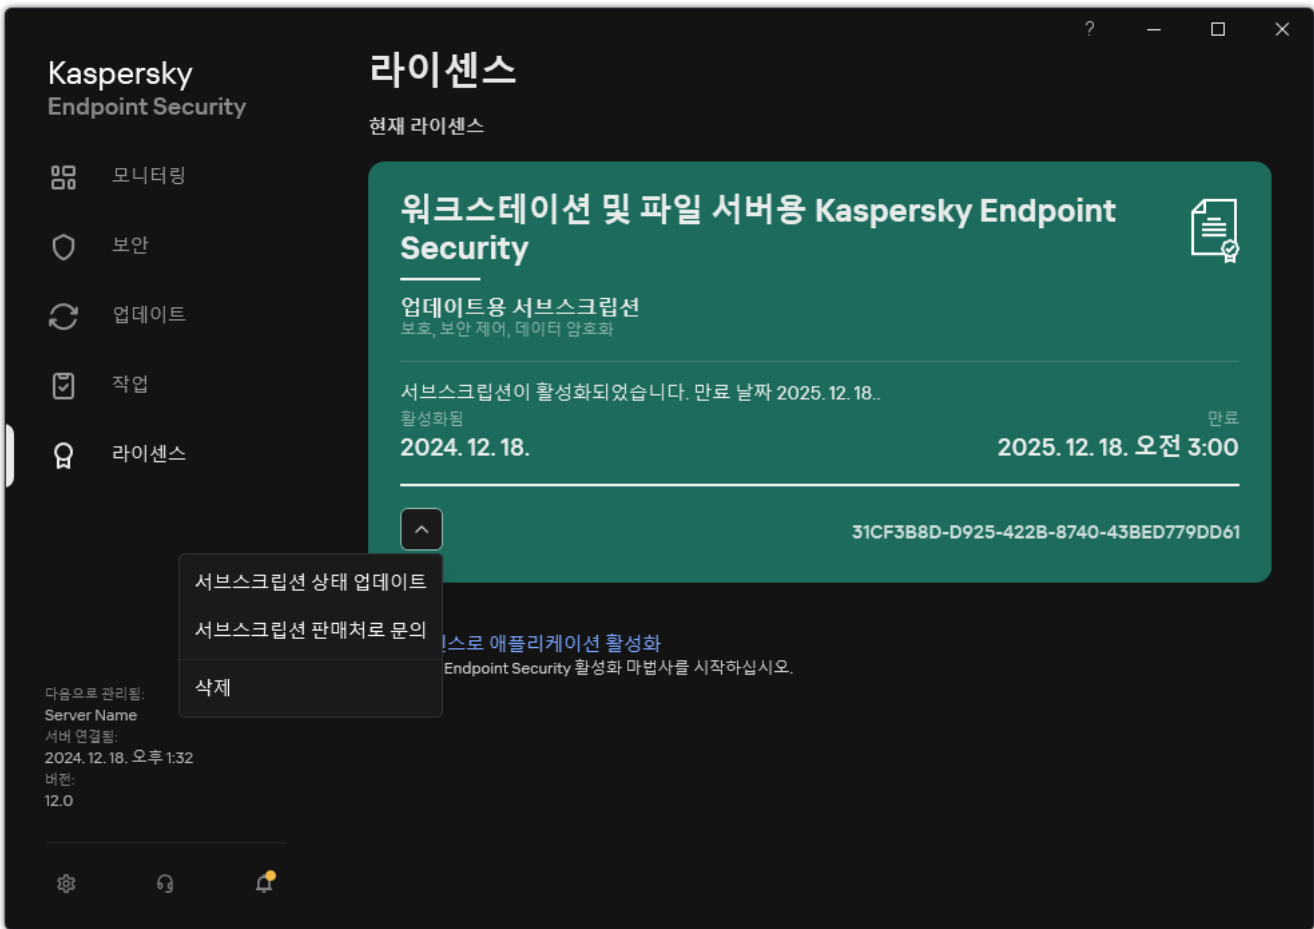 ?
Kaspersky
Endpoint Security
모니터링
보안
업데이트
작업
라이센스
라이센스
현재 라이센스
워크스테이션 및 파일 서버용 Kaspersky Endpoint
Security
업데이트용 서브스크립션
보호, 보안 제어, 데이터 암호화
서브스크립션이 활성화되었습니다. 만료 날짜 2025. 12. 18..
활성화됨
만료
2024. 12. 18.
2025. 12. 18. 오전 3:00
31CF3B8D-D925-422B-8740-43BED779DD61
서브스크립션 상태 업데이트
서브스크립션 판매처로 문의
삭제
스로 애플리케이션 활성화
Endpoint Security 활성화 마법사를 시작하십시오.
다음으로 관리됨:
Server Name
서버 연결됨:
2024. 12. 18. 오후 1:32
버전:
12.0